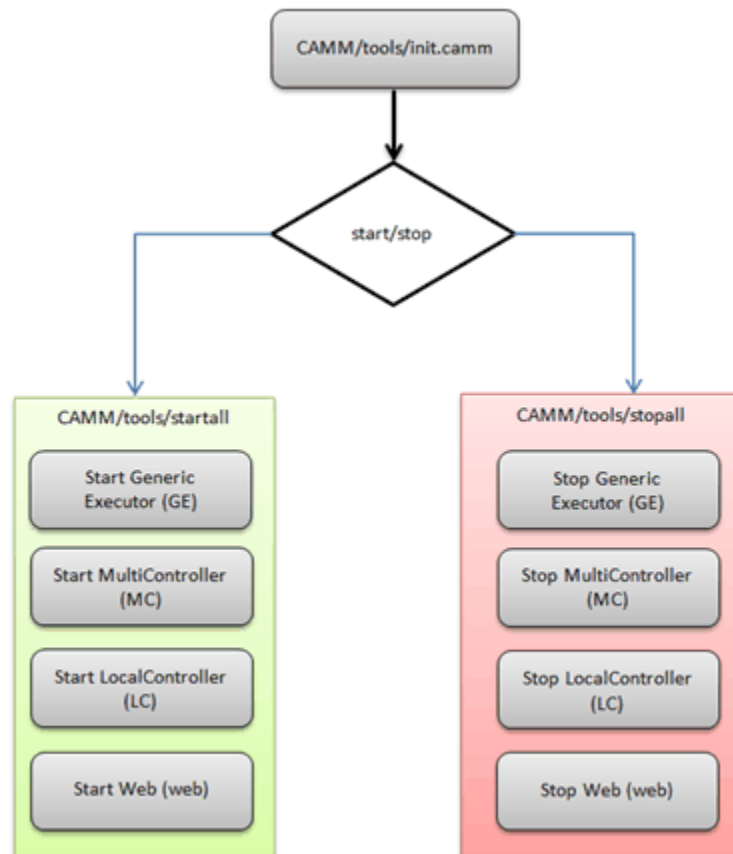 CAMM/tools/init.camm
start/stop
CAMM/tools/startall
Start Generic
Executor (GE)
Start MultiController
(MC)
Start LocalController
(LC)
Start Web (web)
CAMM/tools/stopall
Stop Generic
Executor (GE)
Stop MultiController
(MC)
Stop LocalController
(LC)
Stop Web (web)